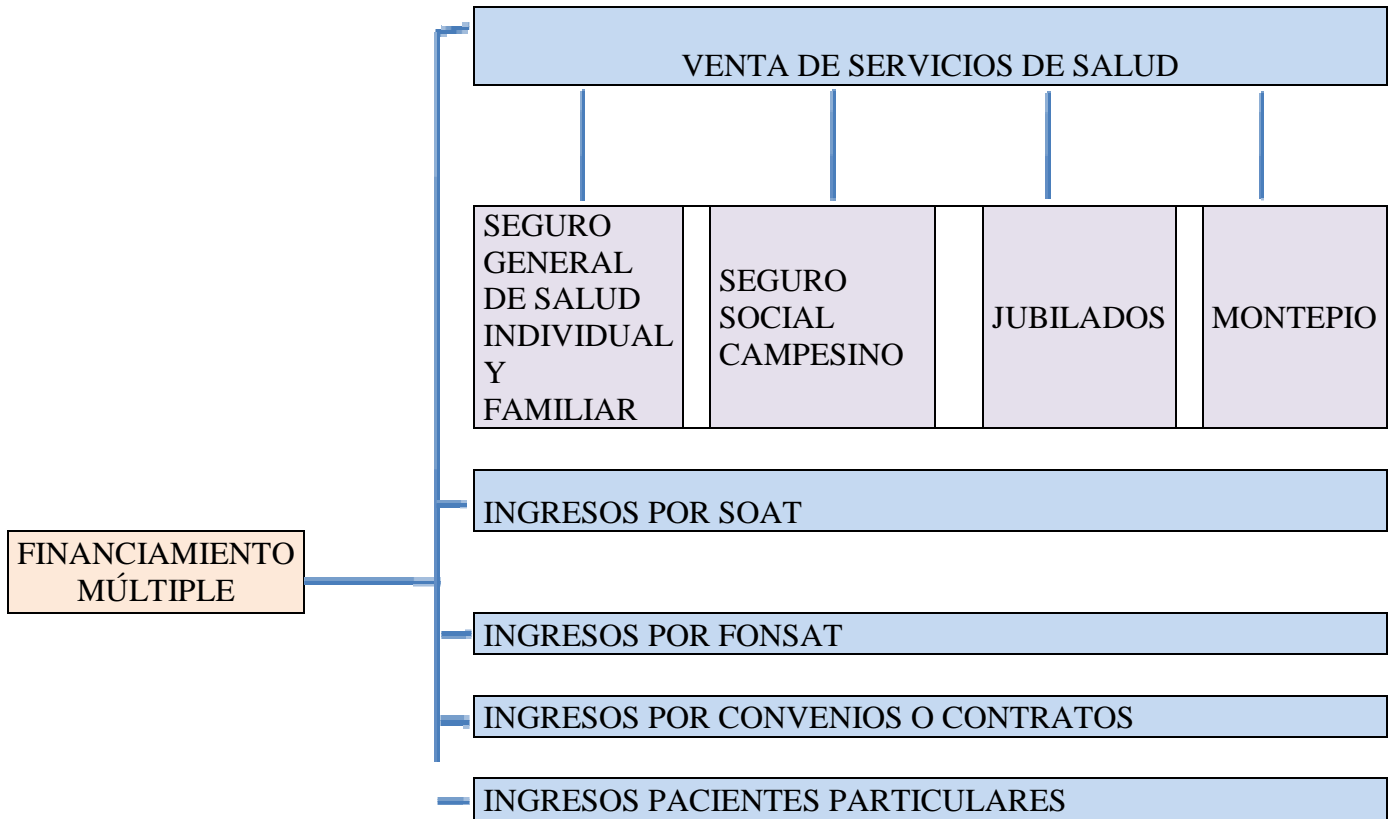 VENTA DE SERVICIOS DE SALUD
SEGURO
GENERAL
DE SALUD
INDIVIDUAL
Y
FAMILIAR
SEGURO
SOCIAL
CAMPESINO
JUBILADOS
MONTEPIO
INGRESOS POR SOAT
FINANCIAMIENTO
MÚLTIPLE
INGRESOS POR FONSAT
INGRESOS POR CONVENIOS O CONTRATOS
INGRESOS PACIENTES PARTICULARES